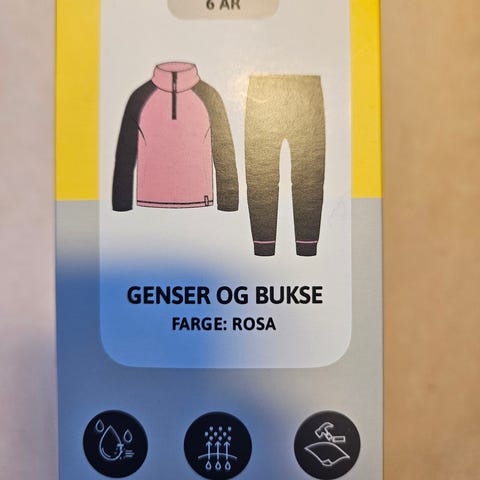 6 ÅR
GENSER OG BUKSE
FARGE: ROSA